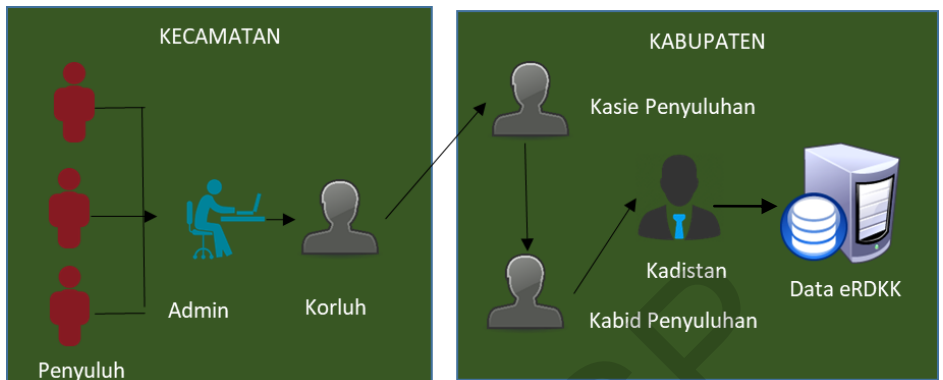 KECAMATAN
Penyuluh
Admin
Korluh
KABUPATEN
Kasie Penyuluhan
Kabid Penyuluhan
Kadistan
Data eRDKK